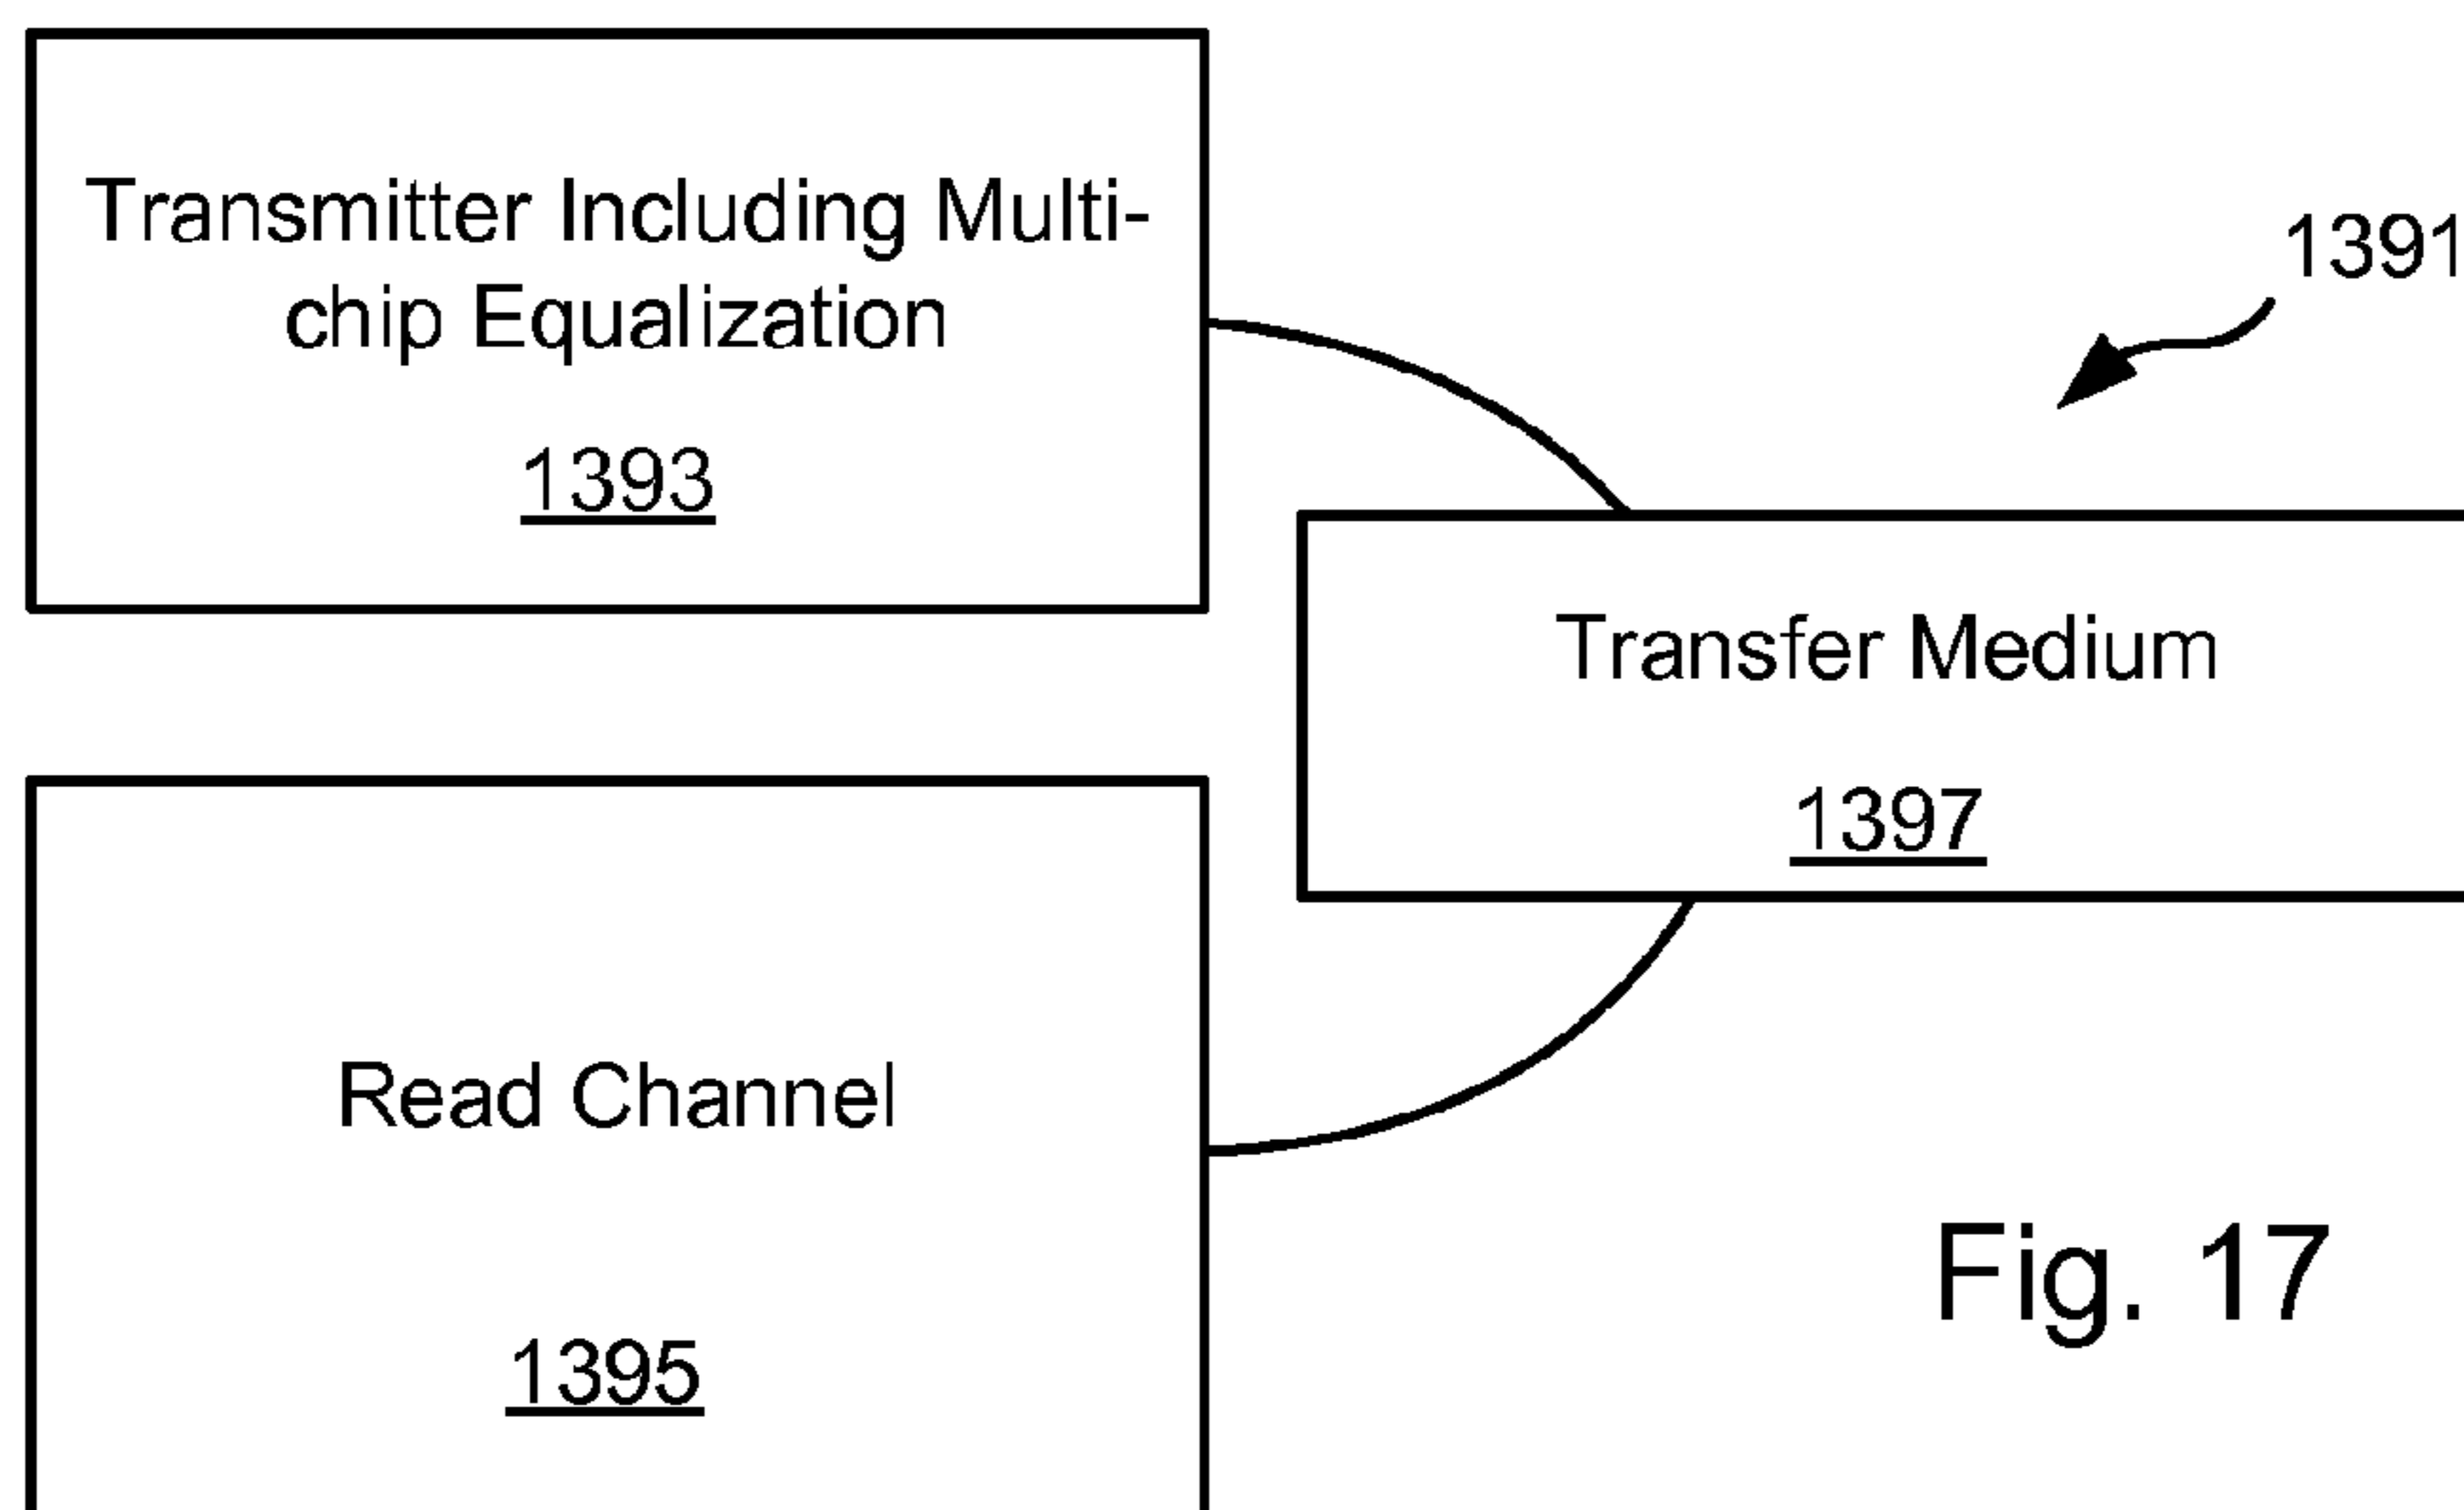 Transmitter Including Multi-
chip Equalization
1393
1391
Transfer Medium
1397
Read Channel
1395
Fig. 17